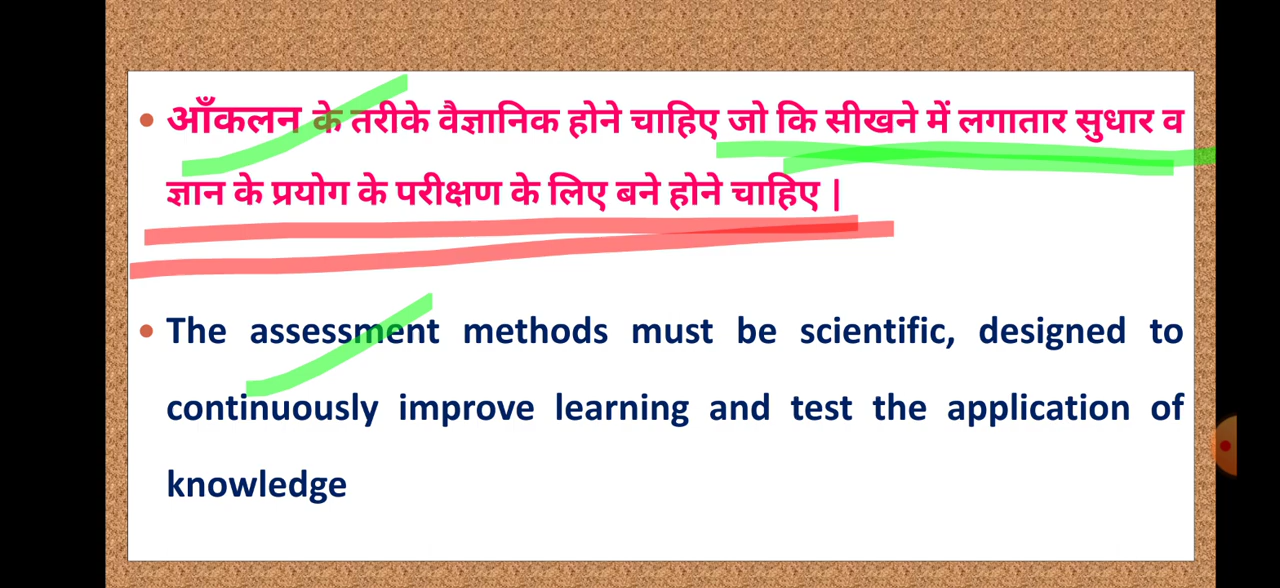 • आँकलन के तरीके वैज्ञानिक होने चाहिए जो कि सीखने में लगातार सुधार व
ज्ञान के प्रयोग के परीक्षण के लिए बने होने चाहिए |
• The assessment methods must be scientific, designed to
continuously improve learning and test the application of
knowledge